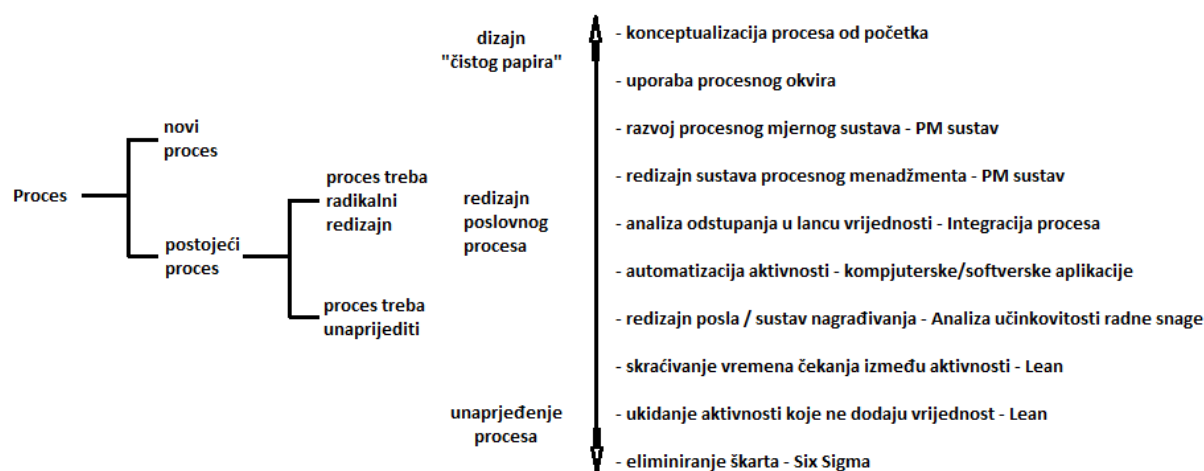 Proces
novi
proces
postojeći
proces
proces treba
radikalni
redizajn
proces treba
unaprijediti
dizajn
"čistog papira"
redizajn
poslovnog
procesa
unaprjeđenje
procesa
- konceptualizacija procesa od početka
- uporaba procesnog okvira
- razvoj procesnog mjernog sustava - PM sustav
- redizajn sustava procesnog menadžmenta - PM sustav
- analiza odstupanja u lancu vrijednosti - Integracija procesa
- automatizacija aktivnosti - kompjuterske/softverske aplikacije
- redizajn posla / sustav nagrađivanja - Analiza učinkovitosti radne snage
- skraćivanje vremena čekanja između aktivnosti - Lean
- ukidanje aktivnosti koje ne dodaju vrijednost - Lean
- eliminiranje škarta - Six Sigma